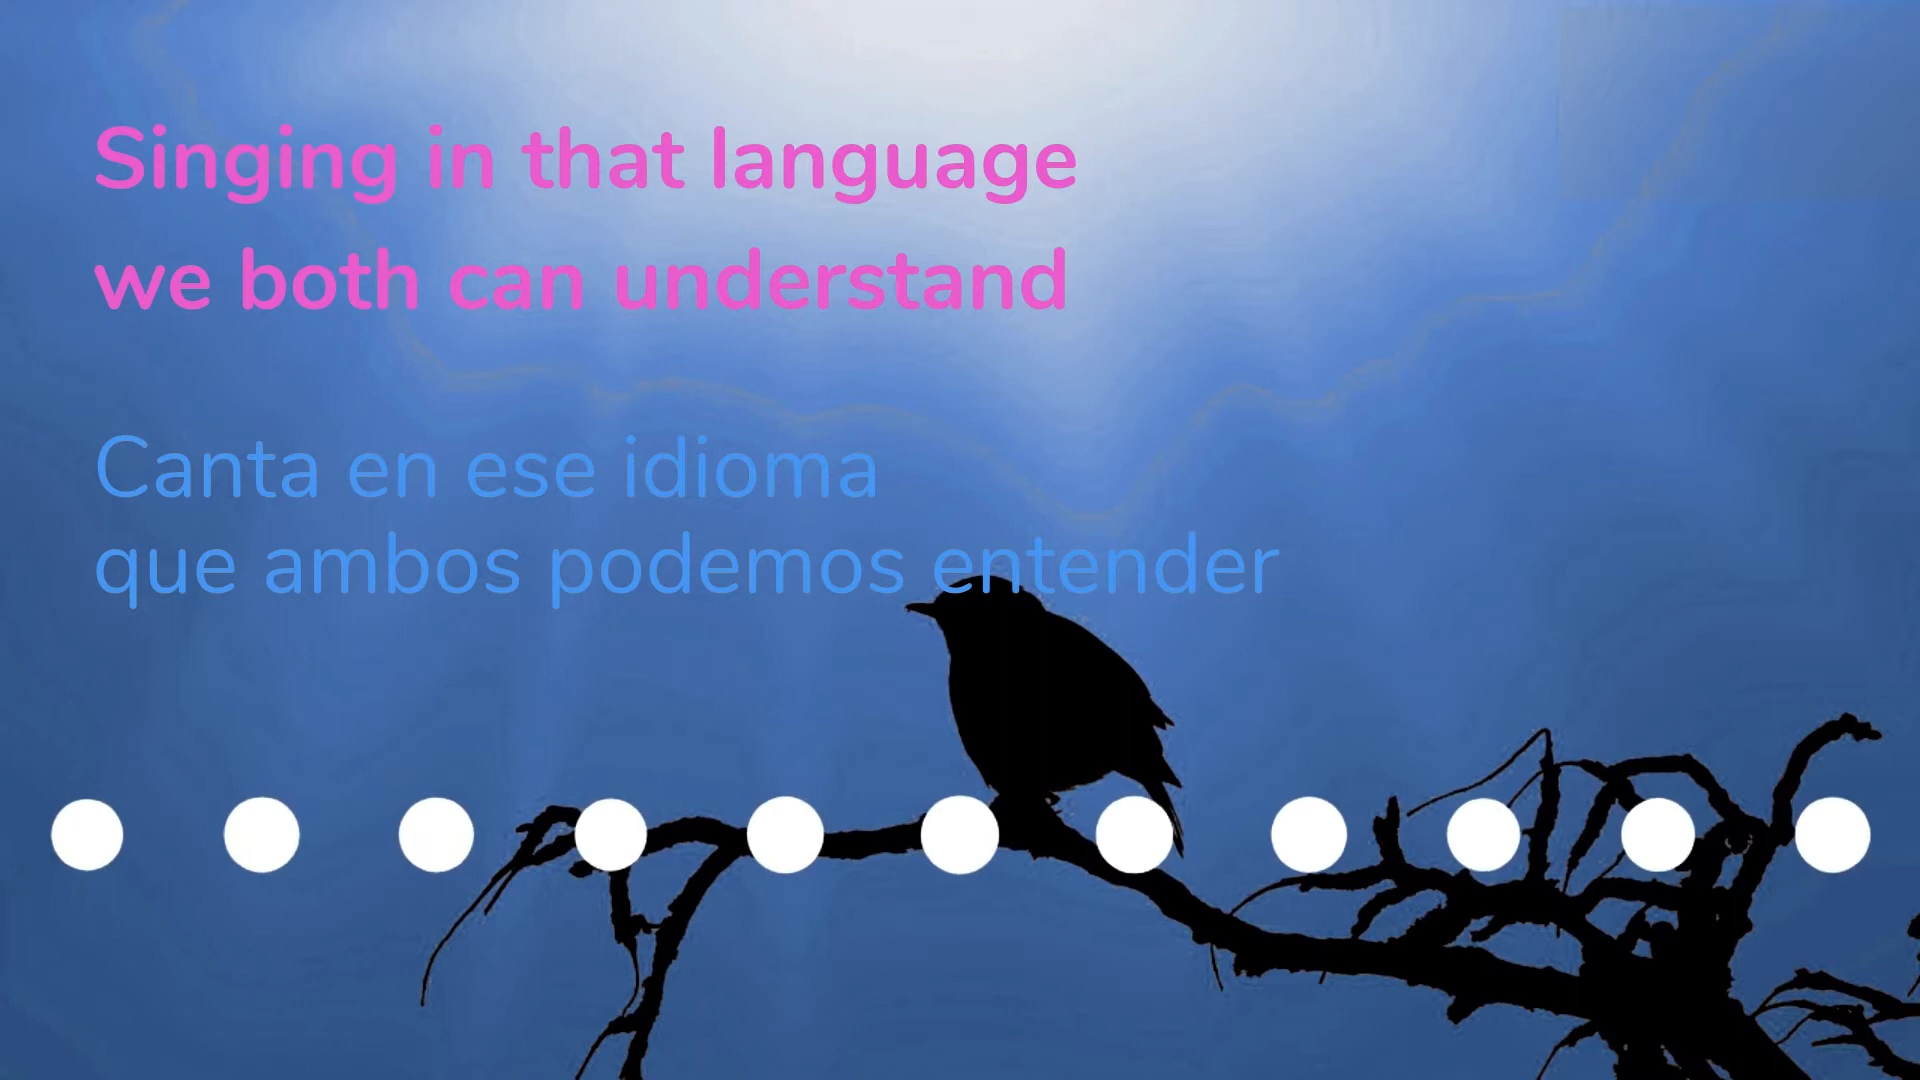 Singing in that language
we both can understand
Canta en ese idioma
que ambos podemos entender